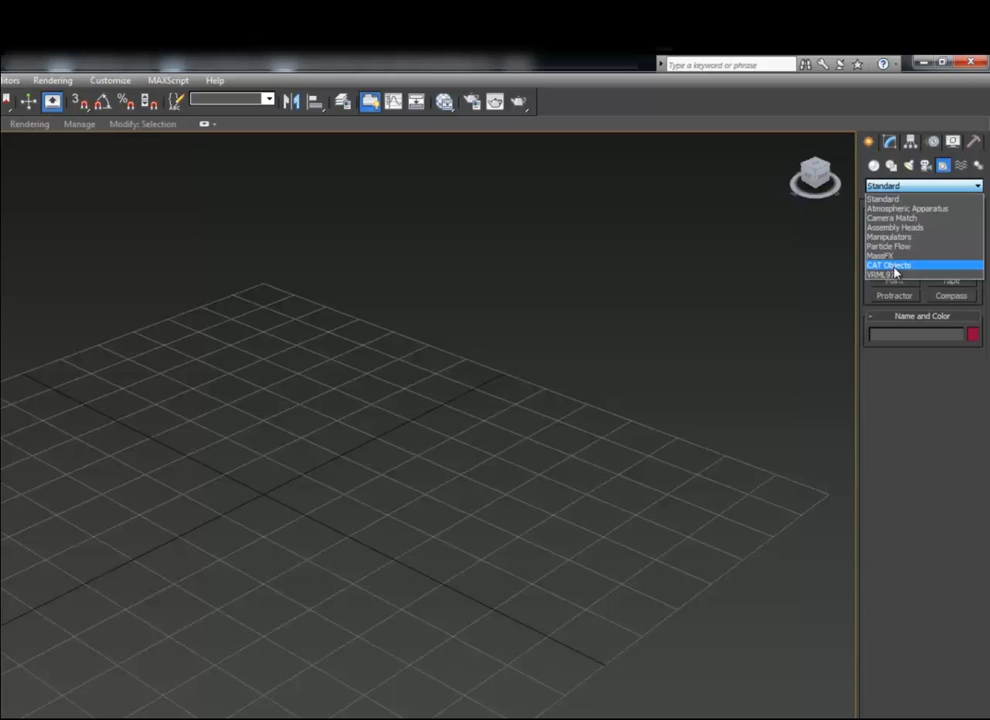 Type a keyword or phrase
itors Rendering Customize MAXScript Help
3
Rendering Manage Modify: Selection
Standard
Standard
Atmospheric Apparatus
Camera Match
Assembly Heads
Manipulators
Particle Flow
MassFX
CAT Objects
Protractor Compass
- Name and Color